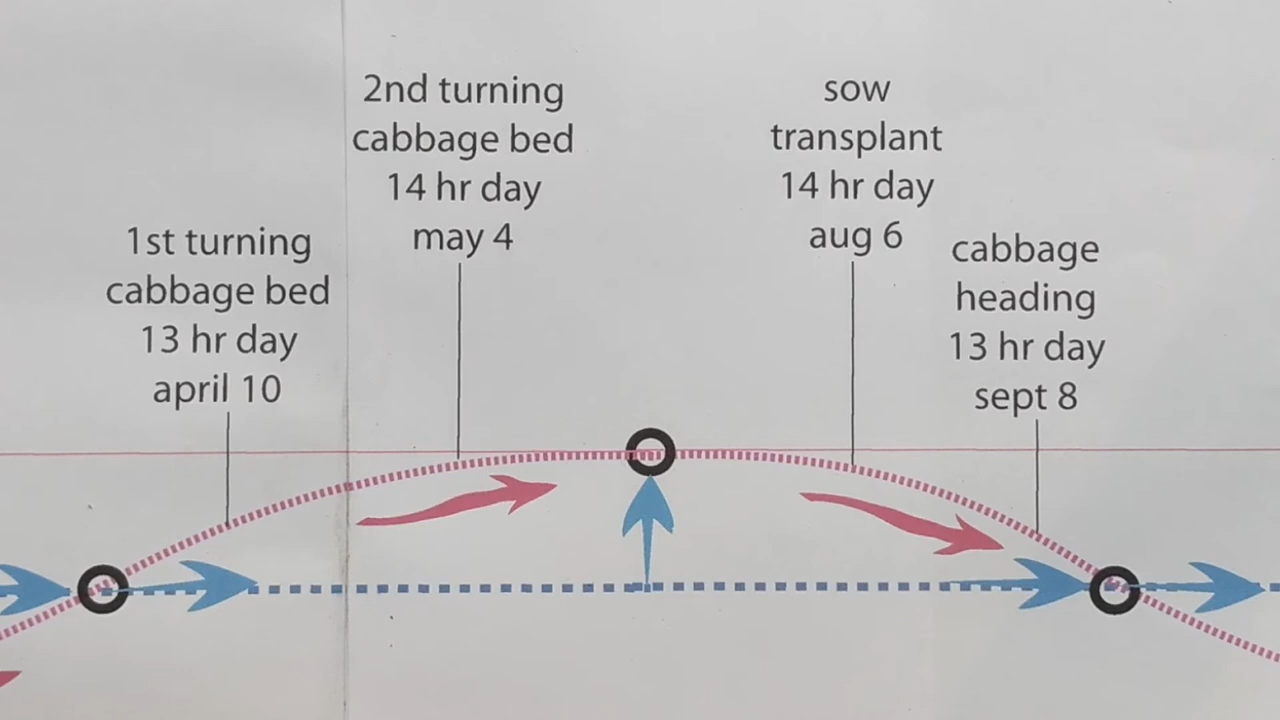 1st turning
cabbage bed
13 hr day
april 10
2nd turning
cabbage bed
14 hr day
may 4
sow
transplant
14 hr day
aug 6
cabbage
heading
13 hr day
sept 8